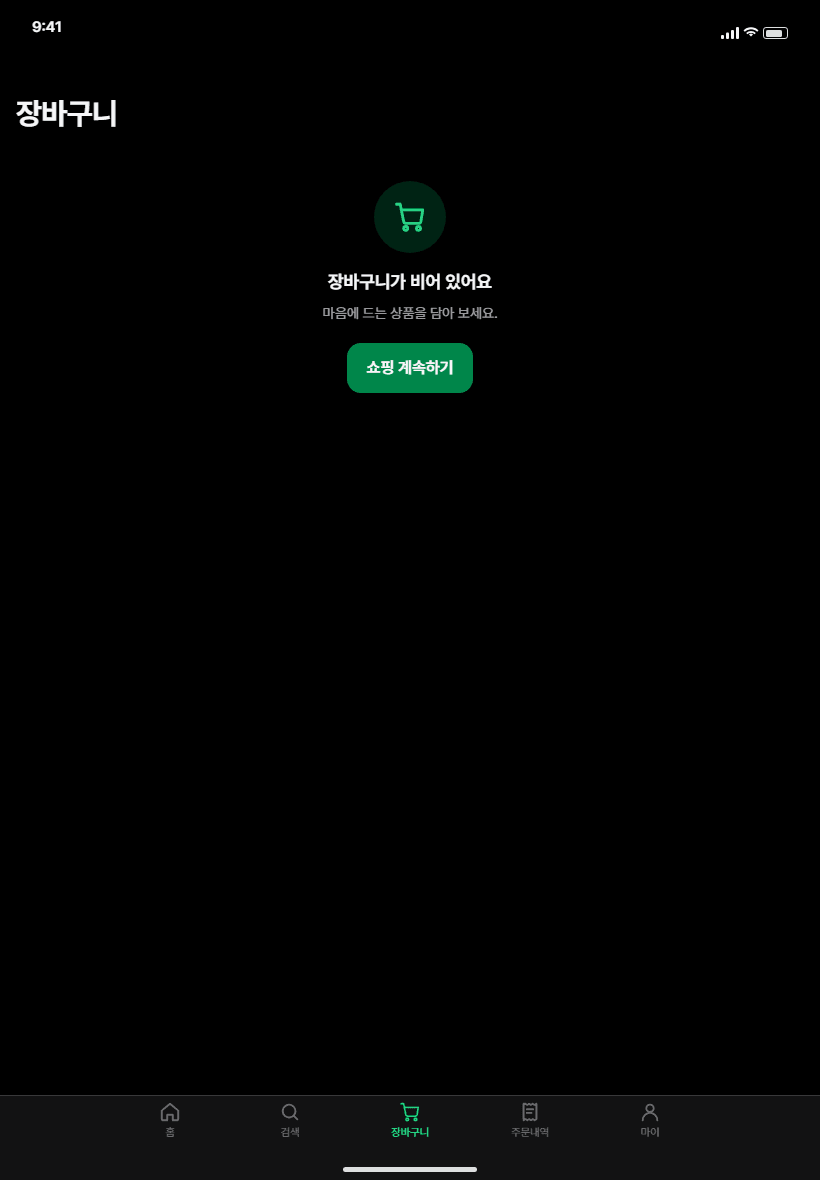 9:41
장바구니
장바구니가 비어 있어요
마음에 드는 상품을 담아 보세요.
쇼핑 계속하기
홈
검색
장바구니
주문내역
마이